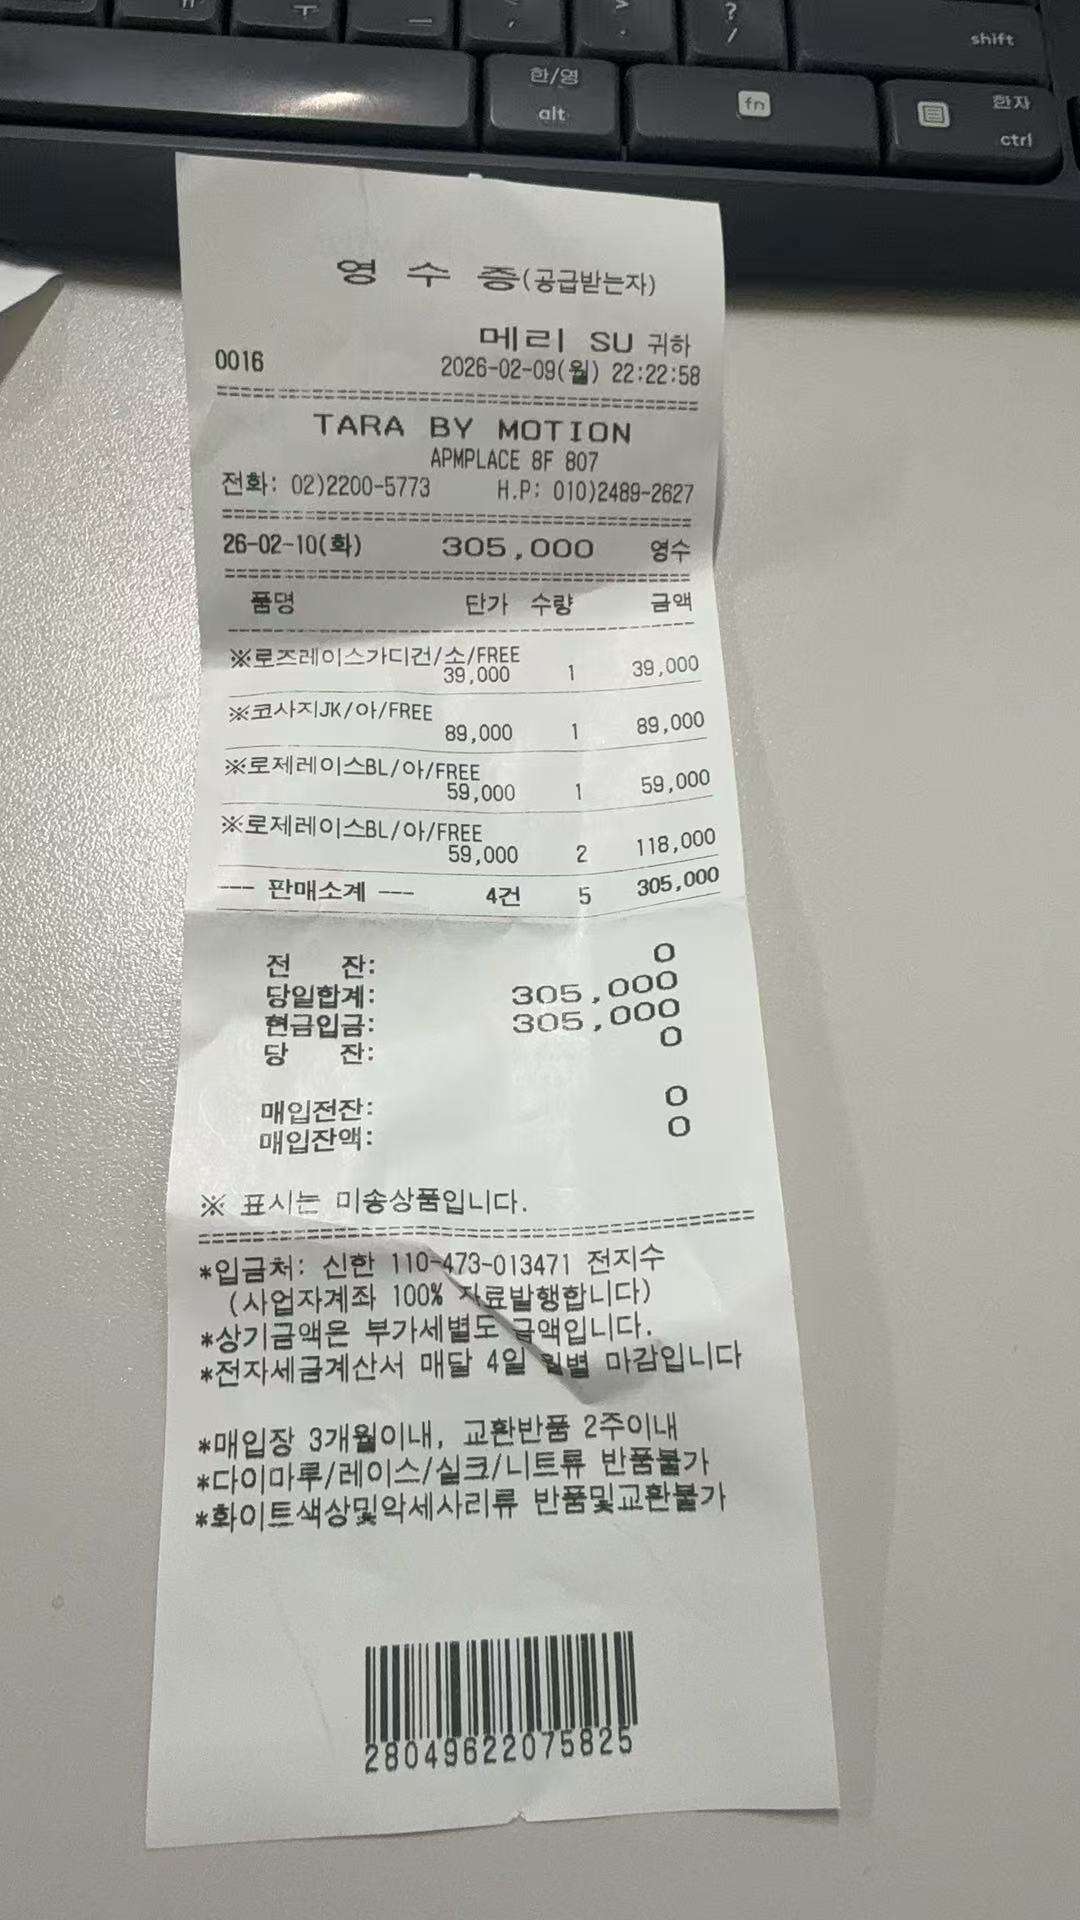 한/영
alt
fn
shift
한자
ctrl
?
/
영 수 증(공급받는자)
메리 SU 귀하
0016 2026-02-09(월) 22:22:58
TARA BY MOTION
APMPLACE 8F 807
전화: 02)2200-5773 H.P: 010)2489-2627
26-02-10(화) 305,000 영수
품명 단가 수량 금액
※로즈레이스가디건/소/FREE
39,000 1 39,000
※코사지JK/아/FREE
89,000 1 89,000
※로제레이스BL/아/FREE
59,000 1 59,000
※로제레이스BL/아/FREE
59,000 2 118,000
--- 판매소계 --- 4건 5 305,000
전 잔: 0
당일합계: 305,000
현금입금: 305,000
당 잔: 0
매입전잔: 0
매입잔액: 0
※ 표시는 미송상품입니다.
*입금처: 신한 110-473-013471 전지수
(사업자계좌 100% 자료발행합니다)
*상기금액은 부가세별도 금액입니다.
*전자세금계산서 매달 4일 월별 마감입니다
*매입장 3개월이내, 교환반품 2주이내
*다이마루/레이스/실크/니트류 반품불가
*화이트색상및악세사리류 반품및교환불가
28049622075825